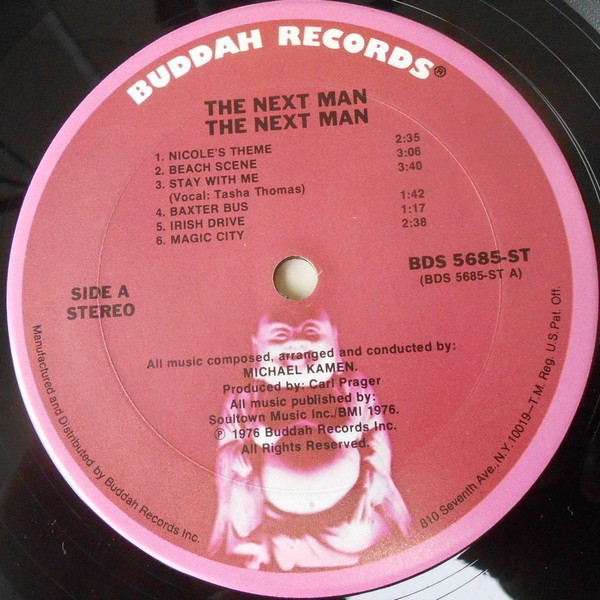 BUDDAH RECORDS®
THE NEXT MAN
THE NEXT MAN
1. NICOLE'S THEME 2:35
2. BEACH SCENE 3:06
3. STAY WITH ME 3:40
(Vocal: Tasha Thomas)
4. BAXTER BUS 1:42
5. IRISH DRIVE 1:17
6. MAGIC CITY 2:38
BDS 5685-ST
(BDS 5685-ST A)
SIDE A
STEREO
All music composed, arranged and conducted by:
MICHAEL KAMEN.
Produced by: Carl Prager
All music published by:
Soultown Music Inc./BMI 1976.
℗ 1976 Buddah Records Inc.
All Rights Reserved.
Manufactured and Distributed by Buddah Records Inc.
810 Seventh Ave., N.Y. 10019—T.M. Reg. U.S. Pat. Off.